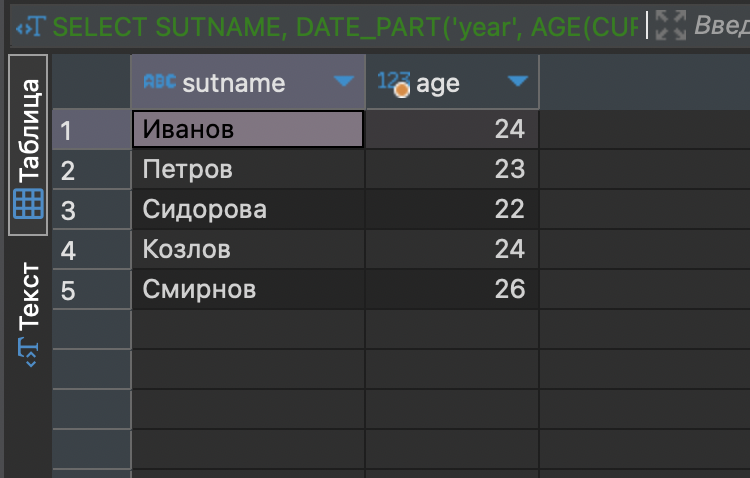 SELECT SUTNAME, DATE_PART('year', AGE(CUR
Введ
ABC sutname 123 age
Таблица
Текст
1 Иванов 24
2 Петров 23
3 Сидорова 22
4 Козлов 24
5 Смирнов 26